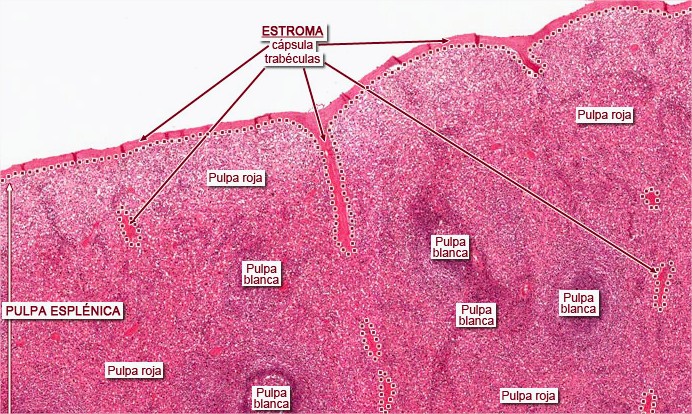 ESTROMA
cápsula
trabéculas
Pulpa roja
Pulpa roja
Pulpa
blanca
Pulpa
blanca
PULPA ESPLÉNICA
Pulpa
blanca
Pulpa
blanca
Pulpa roja
Pulpa
blanca
Pulpa roja